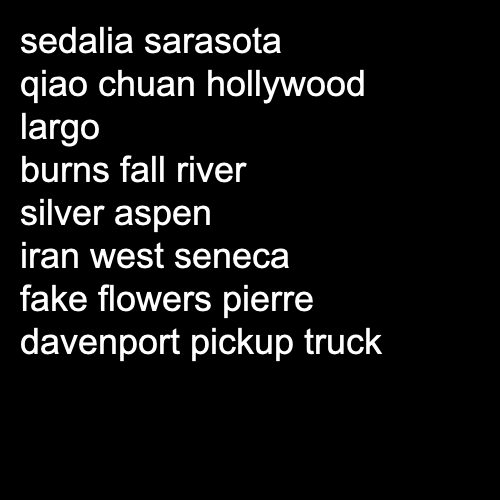 sedalia sarasota
qiao chuan hollywood
largo
burns fall river
silver aspen
iran west seneca
fake flowers pierre
davenport pickup truck